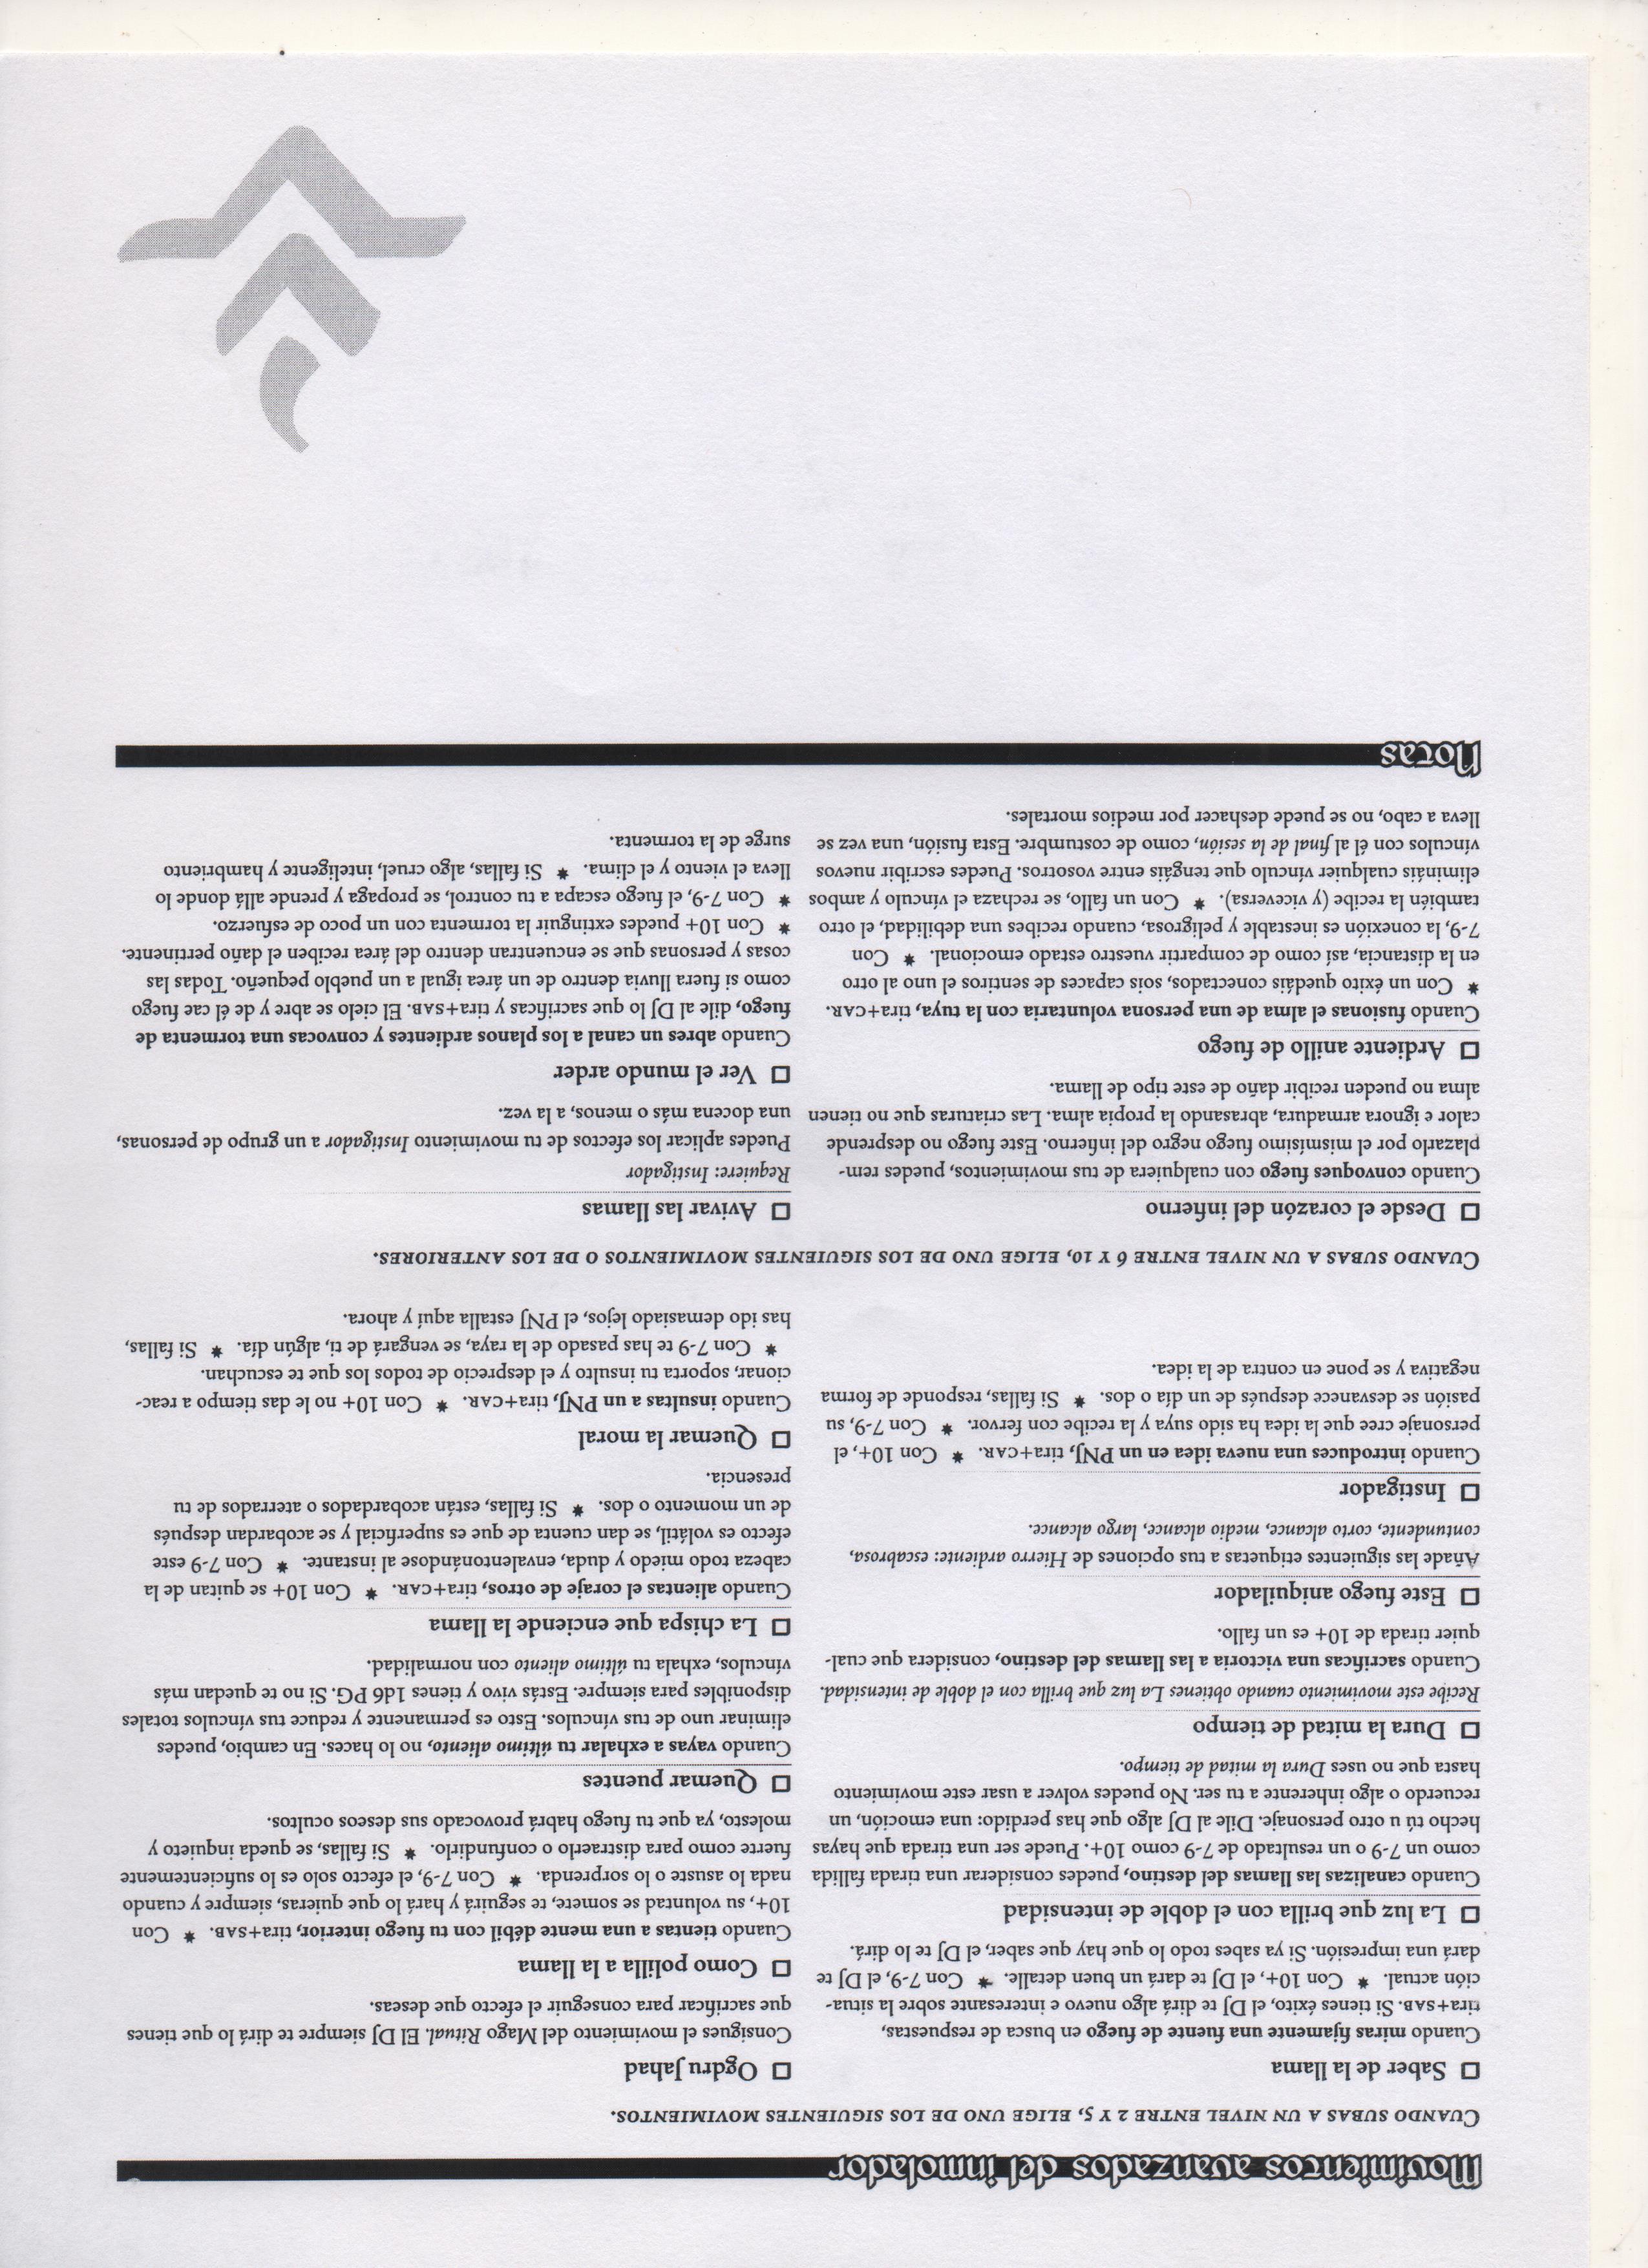 Movimientos avanzados del inmolador
Cuando subas a un nivel entre 2 y 5, elige uno de los siguientes movimientos.
Saber de la llama
Cuando miras fijamente una fuente de fuego en busca de respuestas,
tira+SAB. Si tienes éxito, el DJ te dirá algo nuevo e interesante sobre la situa-
ción actual. * Con 10+, el DJ te dará un buen detalle. * Con 7-9, el DJ te
dará una impresión. Si ya sabes todo lo que hay que saber, el DJ te lo dirá.
La luz que brilla con el doble de intensidad
Cuando canalizas las llamas del destino, puedes considerar una tirada fallida
como un 7-9 o un resultado de 7-9 como 10+. Puede ser una tirada que hayas
hecho tú u otro personaje. Dile al DJ algo que has perdido: una emoción, un
recuerdo o algo inherente a tu ser. No puedes volver a usar este movimiento
hasta que no uses Dura la mitad de tiempo.
Dura la mitad de tiempo
Recibe este movimiento cuando obtienes La luz que brilla con el doble de intensidad.
Cuando sacrificas una victoria a las llamas del destino, considera que cual-
quier tirada de 10+ es un fallo.
Este fuego aniquilador
Añade las siguientes etiquetas a tus opciones de Hierro ardiente: escabrosa,
contundente, corto alcance, medio alcance, largo alcance.
Instigador
Cuando introduces una nueva idea en un PNJ, tira+CAR. * Con 10+, el
personaje cree que la idea ha sido suya y la recibe con fervor. * Con 7-9, su
pasión se desvanece después de un día o dos. * Si fallas, responde de forma
negativa y se pone en contra de la idea.
Ogdru Jahad
Consigues el movimiento del Mago Ritual. El DJ siempre te dirá lo que tienes
que sacrificar para conseguir el efecto que deseas.
Como polilla a la llama
Cuando tientas a una mente débil con tu fuego interior, tira+SAB. * Con
10+, su voluntad se somete, te seguirá y hará lo que quieras, siempre y cuando
nada lo asuste o lo sorprenda. * Con 7-9, el efecto solo es lo suficientemente
fuerte como para distraerlo o confundirlo. * Si fallas, se queda inquieto y
molesto, ya que tu fuego habrá provocado sus deseos ocultos.
Quemar puentes
Cuando vayas a exhalar tu último aliento, no lo haces. En cambio, puedes
eliminar uno de tus vínculos. Esto es permanente y reduce tus vínculos totales
disponibles para siempre. Estás vivo y tienes 1d6 PG. Si no te quedan más
vínculos, exhala tu último aliento con normalidad.
La chispa que enciende la llama
Cuando alientas el coraje de otros, tira+CAR. * Con 10+ se quitan de la
cabeza todo miedo y duda, envalentonándose al instante. * Con 7-9 este
efecto es volátil, se dan cuenta de que es superficial y se acobardan después
de un momento o dos. * Si fallas, están acobardados o aterrados de tu
presencia.
Quemar la moral
Cuando insultas a un PNJ, tira+CAR. * Con 10+ no le das tiempo a reac-
cionar, soporta tu insulto y el desprecio de todos los que te escuchan.
* Con 7-9 te has pasado de la raya, se vengará de ti, algún día. * Si fallas,
has ido demasiado lejos, el PNJ estalla aquí y ahora.
Cuando subas a un nivel entre 6 y 10, elige uno de los siguientes movimientos o de los anteriores.
Desde el corazón del infierno
Cuando convoques fuego con cualquiera de tus movimientos, puedes rem-
plazarlo por el mismísimo fuego negro del infierno. Este fuego no desprende
calor e ignora armadura, abrasando la propia alma. Las criaturas que no tienen
alma no pueden recibir daño de este tipo de llama.
Ardiente anillo de fuego
Cuando fusionas el alma de una persona voluntaria con la tuya, tira+CAR.
* Con un éxito quedáis conectados, sois capaces de sentiros el uno al otro
en la distancia, así como de compartir vuestro estado emocional. * Con
7-9, la conexión es inestable y peligrosa, cuando recibes una debilidad, el otro
también la recibe (y viceversa). * Con un fallo, se rechaza el vínculo y ambos
elimináis cualquier vínculo que tengáis entre vosotros. Puedes escribir nuevos
vínculos con él al final de la sesión, como de costumbre. Esta fusión, una vez se
lleva a cabo, no se puede deshacer por medios mortales.
Avivar las llamas
Requiere: Instigador
Puedes aplicar los efectos de tu movimiento Instigador a un grupo de personas,
una docena más o menos, a la vez.
Ver el mundo arder
Cuando abres un canal a los planos ardientes y convocas una tormenta de
fuego, dile al DJ lo que sacrificas y tira+SAB. El cielo se abre y de él cae fuego
como si fuera lluvia dentro de un área igual a un pueblo pequeño. Todas las
cosas y personas que se encuentran dentro del área reciben el daño pertinente.
* Con 10+ puedes extinguir la tormenta con un poco de esfuerzo.
* Con 7-9, el fuego escapa a tu control, se propaga y prende allá donde lo
lleva el viento y el clima. * Si fallas, algo cruel, inteligente y hambriento
surge de la tormenta.
Notas